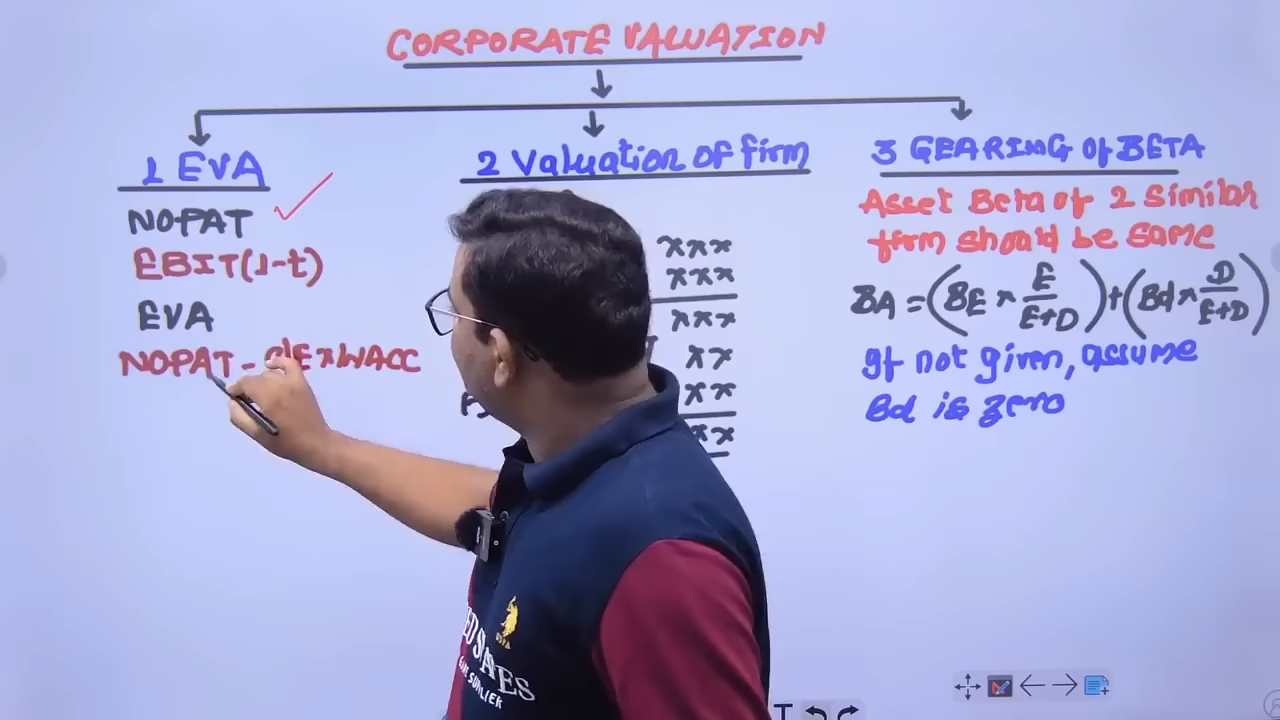 CORPORATE VALUATION
1 EVA
NOPAT
EBIT(1-t)
EVA
NOPAT - xWACC
2 Valuation of firm
xxx
xxx
xxx
xx
xx
xx
3 GEARING of BETA
Asset Beta of 2 similar
firm should be same
BA = (BE x E/E+D) + (Bd x D/E+D)
If not given, assume
Bd is zero